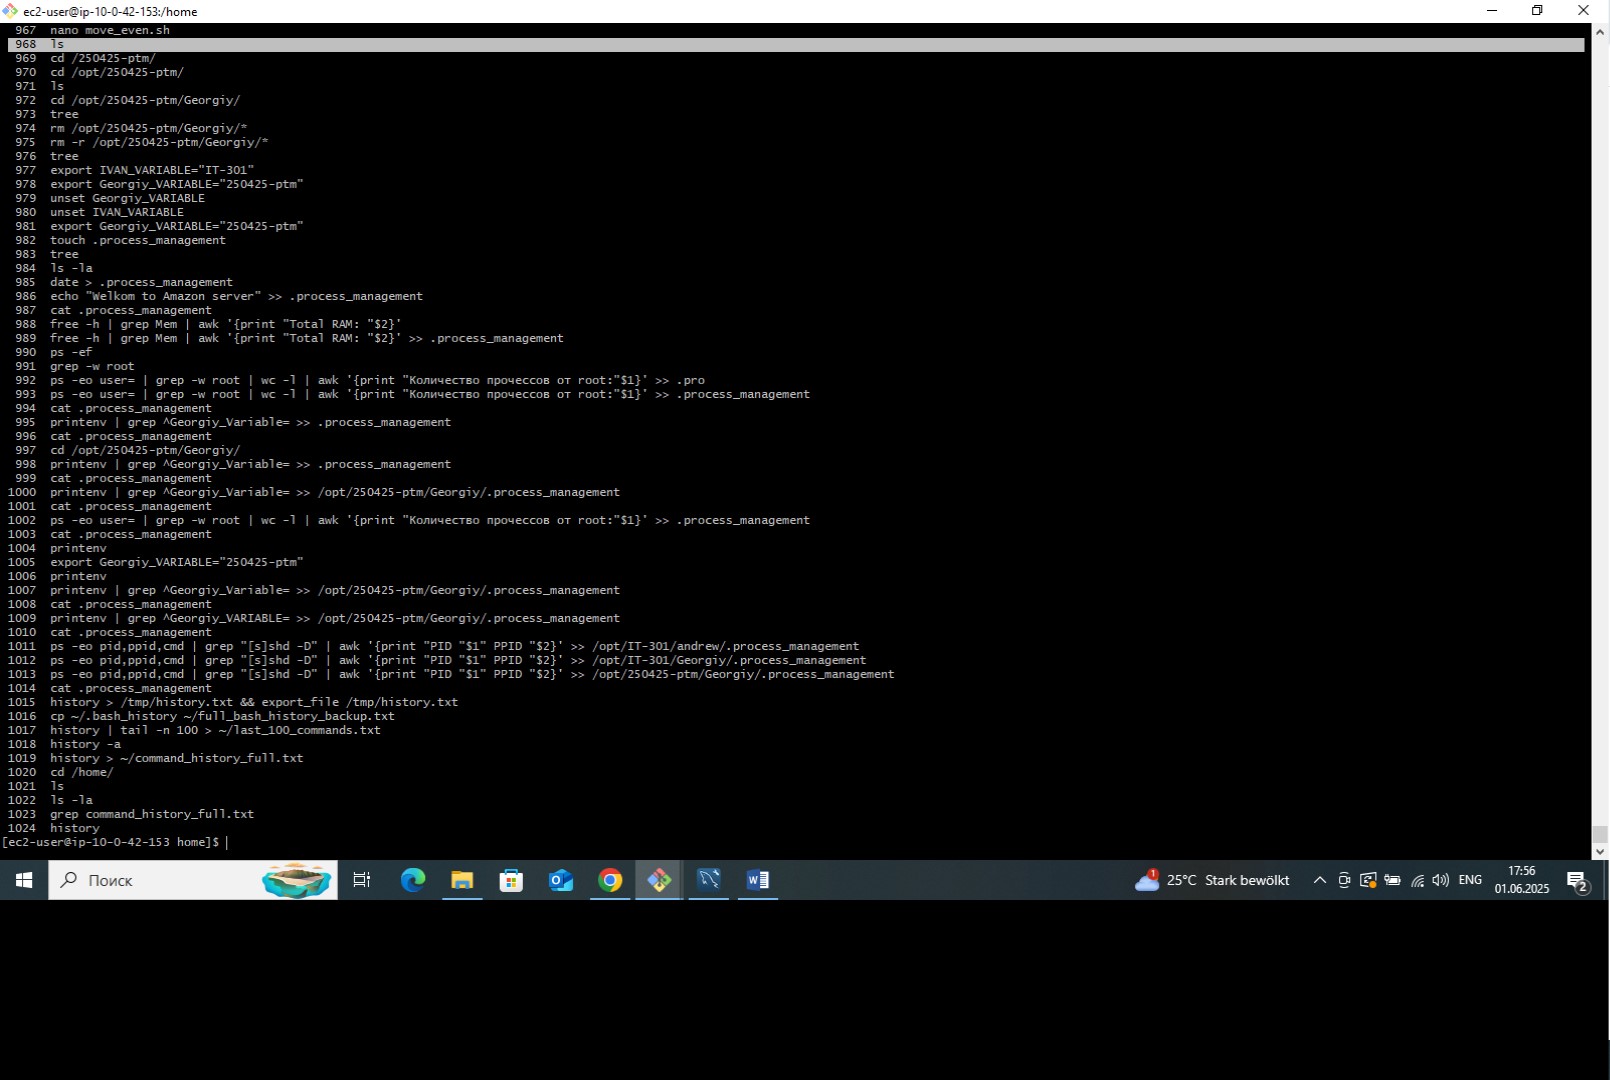 ec2-user@ip-10-0-42-153:/home
967 nano move_even.sh
968 ls
969 cd /250425-ptm/
970 cd /opt/250425-ptm/
971 ls
972 cd /opt/250425-ptm/Georgiy/
973 tree
974 rm /opt/250425-ptm/Georgiy/*
975 rm -r /opt/250425-ptm/Georgiy/*
976 tree
977 export IVAN_VARIABLE="IT-301"
978 export Georgiy_VARIABLE="250425-ptm"
979 unset Georgiy_VARIABLE
980 unset IVAN_VARIABLE
981 export Georgiy_VARIABLE="250425-ptm"
982 touch .process_management
983 tree
984 ls -la
985 date > .process_management
986 echo "Welkom to Amazon server" >> .process_management
987 cat .process_management
988 free -h | grep Mem | awk '{print "Total RAM: "$2}'
989 free -h | grep Mem | awk '{print "Total RAM: "$2}' >> .process_management
990 ps -ef
991 grep -w root
992 ps -eo user= | grep -w root | wc -l | awk '{print "Количество прочессов от root:"$1}' >> .pro
993 ps -eo user= | grep -w root | wc -l | awk '{print "Количество прочессов от root:"$1}' >> .process_management
994 cat .process_management
995 printenv | grep ^Georgiy_Variable= >> .process_management
996 cat .process_management
997 cd /opt/250425-ptm/Georgiy/
998 printenv | grep ^Georgiy_Variable= >> .process_management
999 cat .process_management
1000 printenv | grep ^Georgiy_Variable= >> /opt/250425-ptm/Georgiy/.process_management
1001 cat .process_management
1002 ps -eo user= | grep -w root | wc -l | awk '{print "Количество прочессов от root:"$1}' >> .process_management
1003 cat .process_management
1004 printenv
1005 export Georgiy_VARIABLE="250425-ptm"
1006 printenv
1007 printenv | grep ^Georgiy_Variable= >> /opt/250425-ptm/Georgiy/.process_management
1008 cat .process_management
1009 printenv | grep ^Georgiy_VARIABLE= >> /opt/250425-ptm/Georgiy/.process_management
1010 cat .process_management
1011 ps -eo pid,ppid,cmd | grep "[s]shd -D" | awk '{print "PID "$1" PPID "$2}' >> /opt/IT-301/andrew/.process_management
1012 ps -eo pid,ppid,cmd | grep "[s]shd -D" | awk '{print "PID "$1" PPID "$2}' >> /opt/IT-301/Georgiy/.process_management
1013 ps -eo pid,ppid,cmd | grep "[s]shd -D" | awk '{print "PID "$1" PPID "$2}' >> /opt/250425-ptm/Georgiy/.process_management
1014 cat .process_management
1015 history > /tmp/history.txt && export_file /tmp/history.txt
1016 cp ~/.bash_history ~/full_bash_history_backup.txt
1017 history | tail -n 100 > ~/last_100_commands.txt
1018 history -a
1019 history > ~/command_history_full.txt
1020 cd /home/
1021 ls
1022 ls -la
1023 grep command_history_full.txt
1024 history
[ec2-user@ip-10-0-42-153 home]$
Поиск
1
25°C Stark bewölkt
ENG
17:56
01.06.2025
2